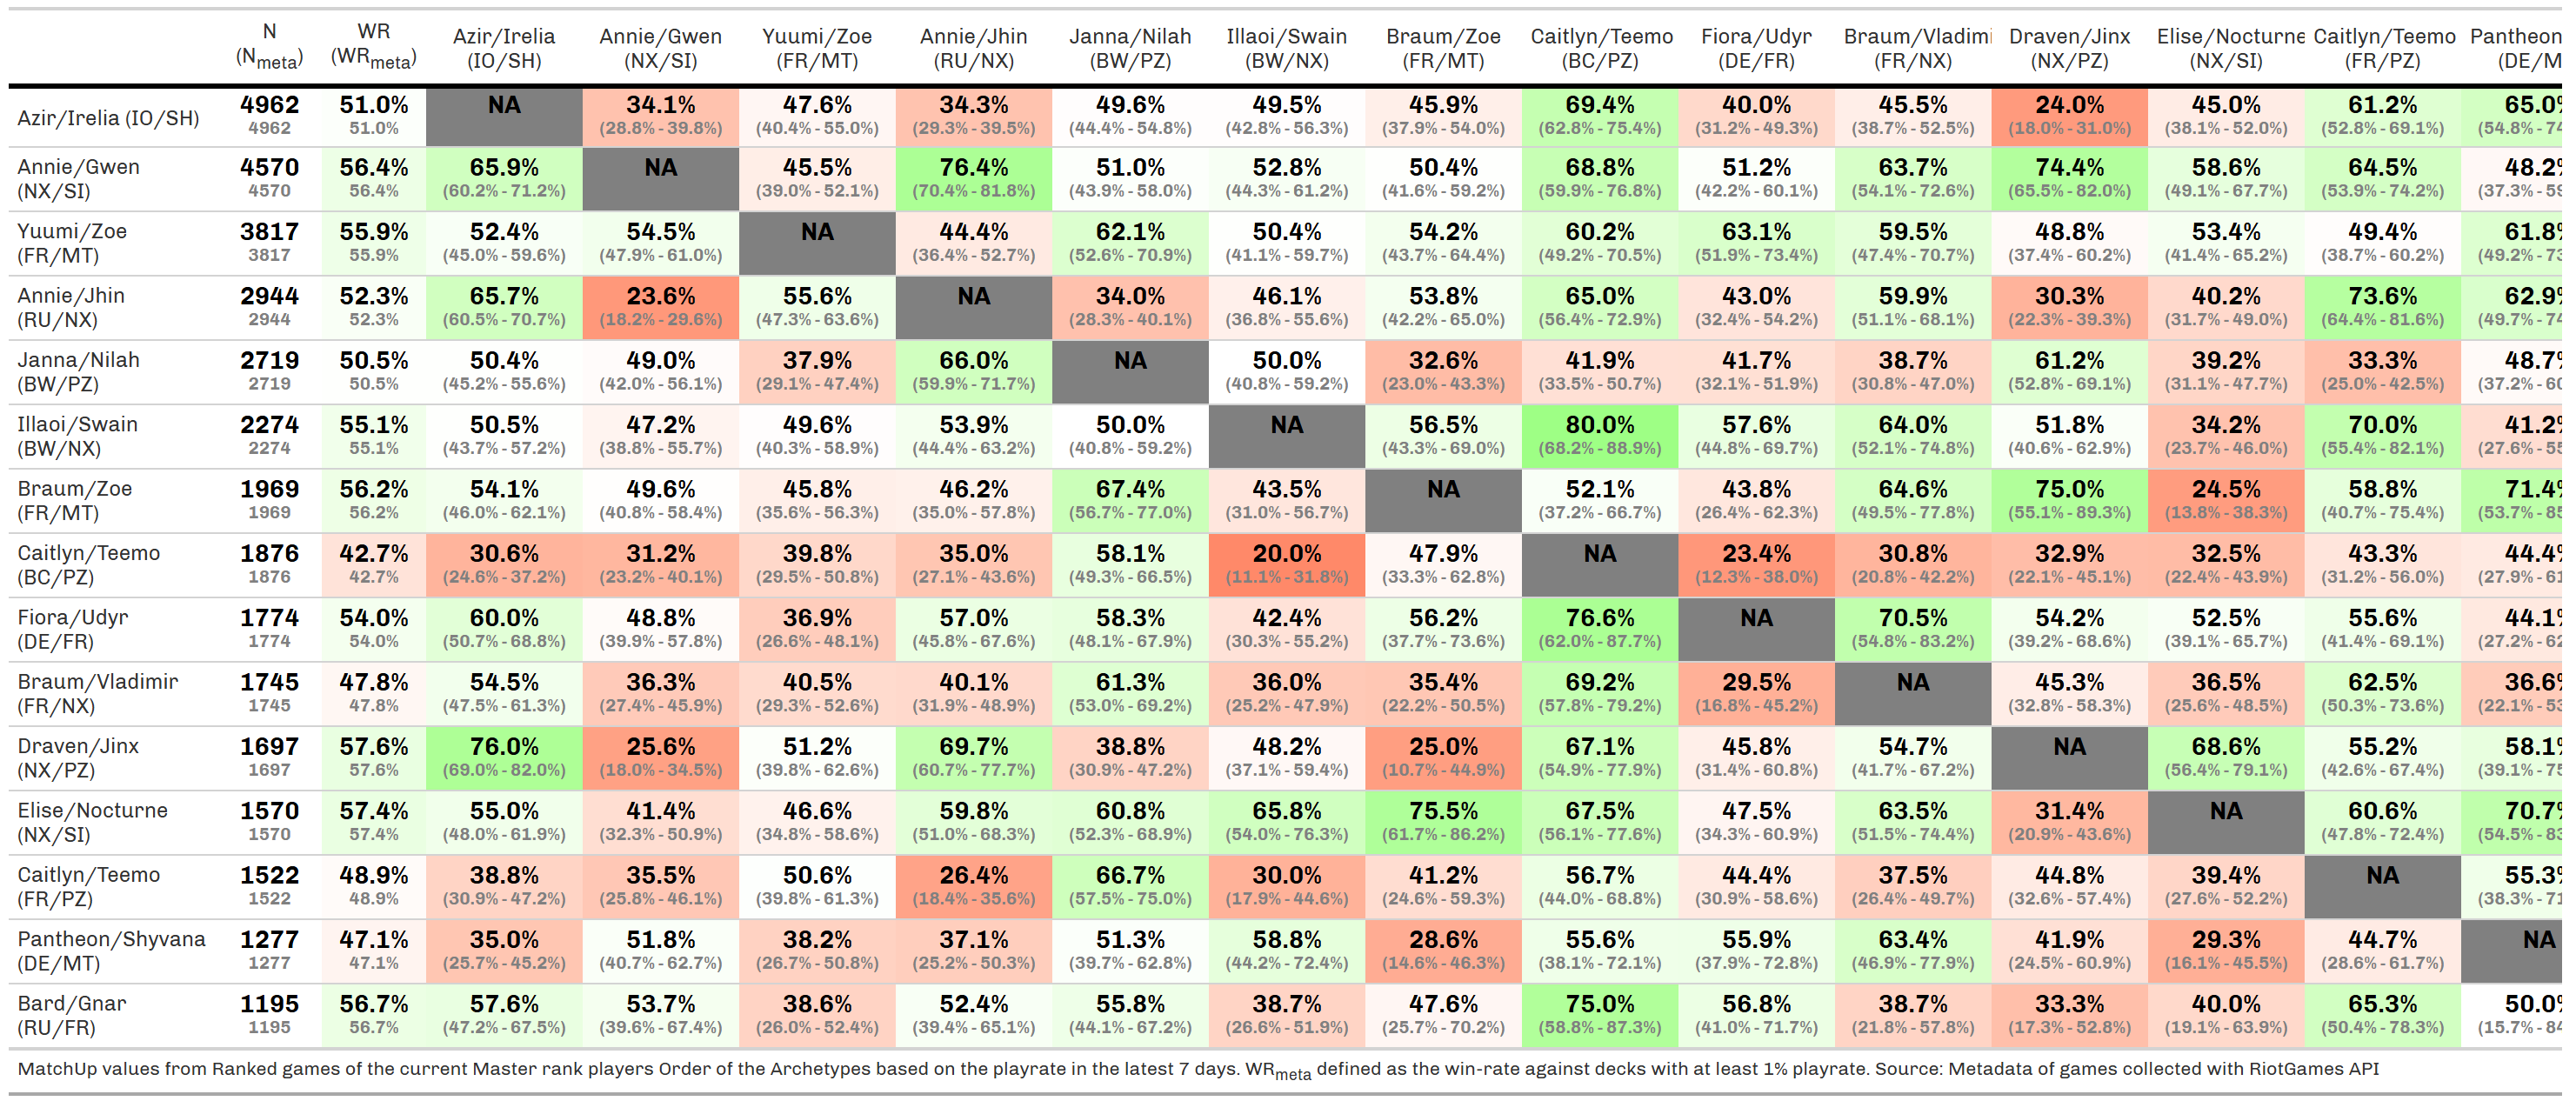 N WR Azir/Irelia Annie/Gwen Yuumi/Zoe Annie/Jhin Janna/Nilah Illaoi/Swain Braum/Zoe Caitlyn/Teemo Fiora/Udyr Braum/Vladimi Draven/Jinx Elise/Nocturne Caitlyn/Teemo Pantheon
(Nmeta) (WRmeta) (IO/SH) (NX/SI) (FR/MT) (RU/NX) (BW/PZ) (BW/NX) (FR/MT) (BC/PZ) (DE/FR) (FR/NX) (NX/PZ) (NX/SI) (FR/PZ) (DE/M
Azir/Irelia (IO/SH) 4962 51.0% NA 34.1% 47.6% 34.3% 49.6% 49.5% 45.9% 69.4% 40.0% 45.5% 24.0% 45.0% 61.2% 65.0%
4962 51.0% (28.8% - 39.8%) (40.4% - 55.0%) (29.3% - 39.5%) (44.4% - 54.8%) (42.8% - 56.3%) (37.9% - 54.0%) (62.8% - 75.4%) (31.2% - 49.3%) (38.7% - 52.5%) (18.0% - 31.0%) (38.1% - 52.0%) (52.8% - 69.1%) (54.8% - 74
Annie/Gwen 4570 56.4% 65.9% NA 45.5% 76.4% 51.0% 52.8% 50.4% 68.8% 51.2% 63.7% 74.4% 58.6% 64.5% 48.2%
(NX/SI) 4570 56.4% (60.2% - 71.2%) (39.0% - 52.1%) (70.4% - 81.8%) (43.9% - 58.0%) (44.3% - 61.2%) (41.6% - 59.2%) (59.9% - 76.8%) (42.2% - 60.1%) (54.1% - 72.6%) (65.5% - 82.0%) (49.1% - 67.7%) (53.9% - 74.2%) (37.3% - 59
Yuumi/Zoe 3817 55.9% 52.4% 54.5% NA 44.4% 62.1% 50.4% 54.2% 60.2% 63.1% 59.5% 48.8% 53.4% 49.4% 61.8%
(FR/MT) 3817 55.9% (45.0% - 59.6%) (47.9% - 61.0%) (36.4% - 52.7%) (52.6% - 70.9%) (41.1% - 59.7%) (43.7% - 64.4%) (49.2% - 70.5%) (51.9% - 73.4%) (47.4% - 70.7%) (37.4% - 60.2%) (41.4% - 65.2%) (38.7% - 60.2%) (49.2% - 73
Annie/Jhin 2944 52.3% 65.7% 23.6% 55.6% NA 34.0% 46.1% 53.8% 65.0% 43.0% 59.9% 30.3% 40.2% 73.6% 62.9%
(RU/NX) 2944 52.3% (60.5% - 70.7%) (18.2% - 29.6%) (47.3% - 63.6%) (28.3% - 40.1%) (36.8% - 55.6%) (42.2% - 65.0%) (56.4% - 72.9%) (32.4% - 54.2%) (51.1% - 68.1%) (22.3% - 39.3%) (31.7% - 49.0%) (64.4% - 81.6%) (49.7% - 74
Janna/Nilah 2719 50.5% 50.4% 49.0% 37.9% 66.0% NA 50.0% 32.6% 41.9% 41.7% 38.7% 61.2% 39.2% 33.3% 48.7%
(BW/PZ) 2719 50.5% (45.2% - 55.6%) (42.0% - 56.1%) (29.1% - 47.4%) (59.9% - 71.7%) (40.8% - 59.2%) (23.0% - 43.3%) (33.5% - 50.7%) (32.1% - 51.9%) (30.8% - 47.0%) (52.8% - 69.1%) (31.1% - 47.7%) (25.0% - 42.5%) (37.2% - 60
Illaoi/Swain 2274 55.1% 50.5% 47.2% 49.6% 53.9% 50.0% NA 56.5% 80.0% 57.6% 64.0% 51.8% 34.2% 70.0% 41.2%
(BW/NX) 2274 55.1% (43.7% - 57.2%) (38.8% - 55.7%) (40.3% - 58.9%) (44.4% - 63.2%) (40.8% - 59.2%) (43.3% - 69.0%) (68.2% - 88.9%) (44.8% - 69.7%) (52.1% - 74.8%) (40.6% - 62.9%) (23.7% - 46.0%) (55.4% - 82.1%) (27.6% - 55
Braum/Zoe 1969 56.2% 54.1% 49.6% 45.8% 46.2% 67.4% 43.5% NA 52.1% 43.8% 64.6% 75.0% 24.5% 58.8% 71.4%
(FR/MT) 1969 56.2% (46.0% - 62.1%) (40.8% - 58.4%) (35.6% - 56.3%) (35.0% - 57.8%) (56.7% - 77.0%) (31.0% - 56.7%) (37.2% - 66.7%) (26.4% - 62.3%) (49.5% - 77.8%) (55.1% - 89.3%) (13.8% - 38.3%) (40.7% - 75.4%) (53.7% - 85
Caitlyn/Teemo 1876 42.7% 30.6% 31.2% 39.8% 35.0% 58.1% 20.0% 47.9% NA 23.4% 30.8% 32.9% 32.5% 43.3% 44.4%
(BC/PZ) 1876 42.7% (24.6% - 37.2%) (23.2% - 40.1%) (29.5% - 50.8%) (27.1% - 43.6%) (49.3% - 66.5%) (11.1% - 31.8%) (33.3% - 62.8%) (12.3% - 38.0%) (20.8% - 42.2%) (22.1% - 45.1%) (22.4% - 43.9%) (31.2% - 56.0%) (27.9% - 61
Fiora/Udyr 1774 54.0% 60.0% 48.8% 36.9% 57.0% 58.3% 42.4% 56.2% 76.6% NA 70.5% 54.2% 52.5% 55.6% 44.1%
(DE/FR) 1774 54.0% (50.7% - 68.8%) (39.9% - 57.8%) (26.6% - 48.1%) (45.8% - 67.6%) (48.1% - 67.9%) (30.3% - 55.2%) (37.7% - 73.6%) (62.0% - 87.7%) (54.8% - 83.2%) (39.2% - 68.6%) (39.1% - 65.7%) (41.4% - 69.1%) (27.2% - 62
Braum/Vladimir 1745 47.8% 54.5% 36.3% 40.5% 40.1% 61.3% 36.0% 35.4% 69.2% 29.5% NA 45.3% 36.5% 62.5% 36.6%
(FR/NX) 1745 47.8% (47.5% - 61.3%) (27.4% - 45.9%) (29.3% - 52.6%) (31.9% - 48.9%) (53.0% - 69.2%) (25.2% - 47.9%) (22.2% - 50.5%) (57.8% - 79.2%) (16.8% - 45.2%) (32.8% - 58.3%) (25.6% - 48.5%) (50.3% - 73.6%) (22.1% - 53
Draven/Jinx 1697 57.6% 76.0% 25.6% 51.2% 69.7% 38.8% 48.2% 25.0% 67.1% 45.8% 54.7% NA 68.6% 55.2% 58.1%
(NX/PZ) 1697 57.6% (69.0% - 82.0%) (18.0% - 34.5%) (39.8% - 62.6%) (60.7% - 77.7%) (30.9% - 47.2%) (37.1% - 59.4%) (10.7% - 44.9%) (54.9% - 77.9%) (31.4% - 60.8%) (41.7% - 67.2%) (56.4% - 79.1%) (42.6% - 67.4%) (39.1% - 75
Elise/Nocturne 1570 57.4% 55.0% 41.4% 46.6% 59.8% 60.8% 65.8% 75.5% 67.5% 47.5% 63.5% 31.4% NA 60.6% 70.7%
(NX/SI) 1570 57.4% (48.0% - 61.9%) (32.3% - 50.9%) (34.8% - 58.6%) (51.0% - 68.3%) (52.3% - 68.9%) (54.0% - 76.3%) (61.7% - 86.2%) (56.1% - 77.6%) (34.3% - 60.9%) (51.5% - 74.4%) (20.9% - 43.6%) (47.8% - 72.4%) (54.5% - 83
Caitlyn/Teemo 1522 48.9% 38.8% 35.5% 50.6% 26.4% 66.7% 30.0% 41.2% 56.7% 44.4% 37.5% 44.8% 39.4% NA 55.3%
(FR/PZ) 1522 48.9% (30.9% - 47.2%) (25.8% - 46.1%) (39.8% - 61.3%) (18.4% - 35.6%) (57.5% - 75.0%) (17.9% - 44.6%) (24.6% - 59.3%) (44.0% - 68.8%) (30.9% - 58.6%) (26.4% - 49.7%) (32.6% - 57.4%) (27.6% - 52.2%) (38.3% - 71
Pantheon/Shyvana 1277 47.1% 35.0% 51.8% 38.2% 37.1% 51.3% 58.8% 28.6% 55.6% 55.9% 63.4% 41.9% 29.3% 44.7% NA
(DE/MT) 1277 47.1% (25.7% - 45.2%) (40.7% - 62.7%) (26.7% - 50.8%) (25.2% - 50.3%) (39.7% - 62.8%) (44.2% - 72.4%) (14.6% - 46.3%) (38.1% - 72.1%) (37.9% - 72.8%) (46.9% - 77.9%) (24.5% - 60.9%) (16.1% - 45.5%) (28.6% - 61.7%)
Bard/Gnar 1195 56.7% 57.6% 53.7% 38.6% 52.4% 55.8% 38.7% 47.6% 75.0% 56.8% 38.7% 33.3% 40.0% 65.3% 50.0%
(RU/FR) 1195 56.7% (47.2% - 67.5%) (39.6% - 67.4%) (26.0% - 52.4%) (39.4% - 65.1%) (44.1% - 67.2%) (26.6% - 51.9%) (25.7% - 70.2%) (58.8% - 87.3%) (41.0% - 71.7%) (21.8% - 57.8%) (17.3% - 52.8%) (19.1% - 63.9%) (50.4% - 78.3%) (15.7% - 84
MatchUp values from Ranked games of the current Master rank players Order of the Archetypes based on the playrate in the latest 7 days. WRmeta defined as the win-rate against decks with at least 1% playrate. Source: Metadata of games collected with RiotGames API